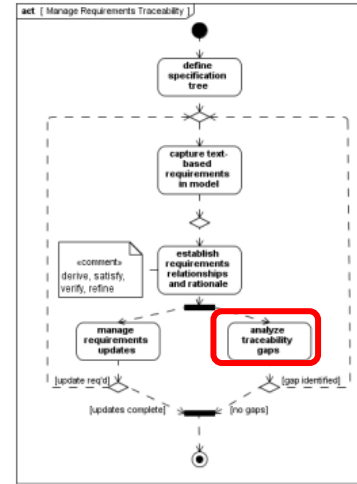 act [ Manage Requirements Traceability ]
define
specification
tree
capture text-
based
requirements
in model
«comment»
derive, satisfy,
verify, refine
establish
requirements
relationships
and rationale
manage
requirements
updates
analyze
traceability
gaps
[update req'd]
[gap identified]
[updates complete]
[no gaps]